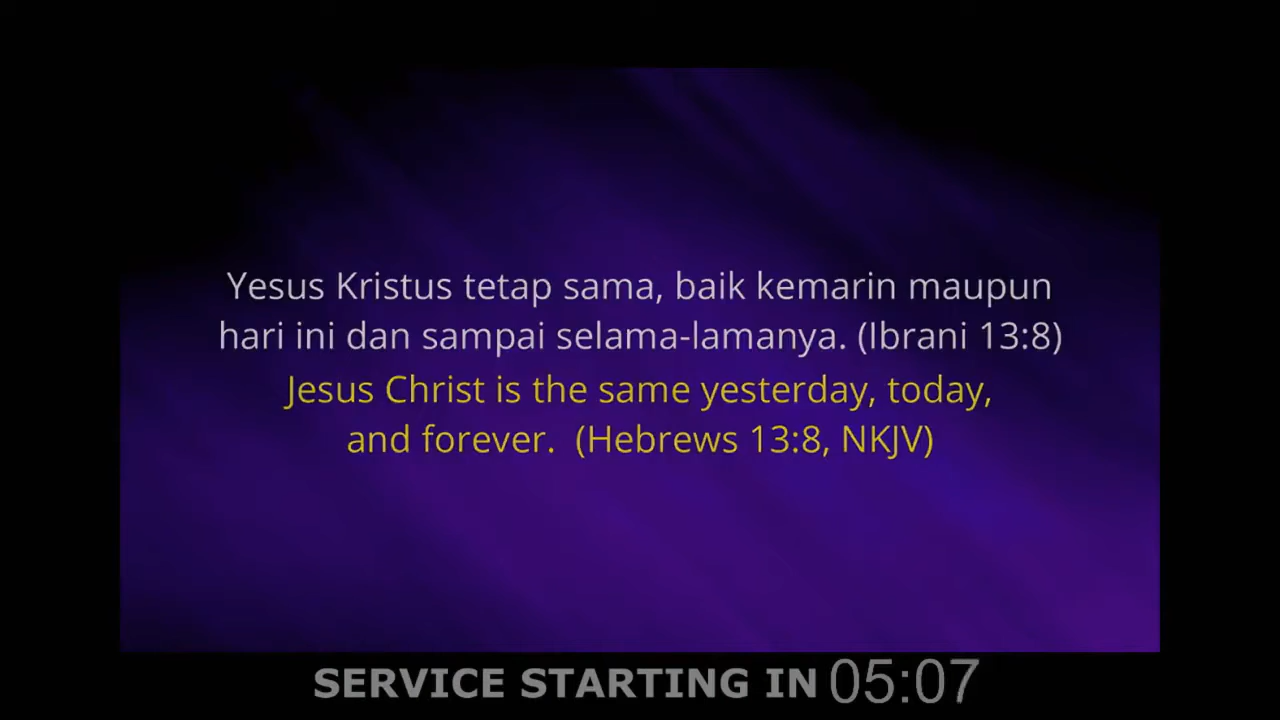 Yesus Kristus tetap sama, baik kemarin maupun
hari ini dan sampai selama-lamanya. (Ibrani 13:8)
Jesus Christ is the same yesterday, today,
and forever.  (Hebrews 13:8, NKJV)
SERVICE STARTING IN 05:07